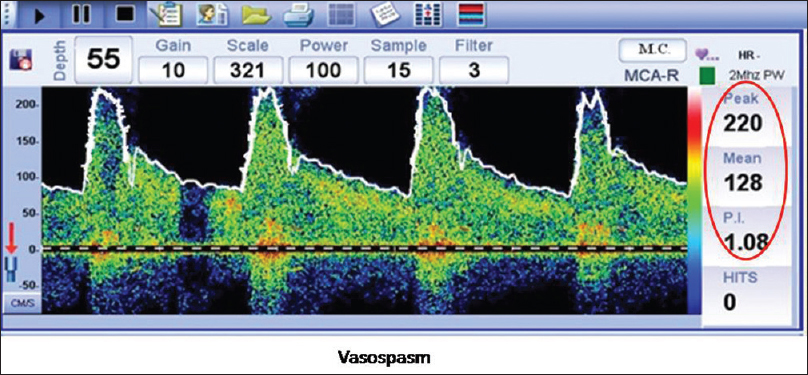 Depth
55
Gain
10
Scale
321
Power
100
Sample
15
Filter
3
M.C.
MCA-R
HR -
2Mhz PW
200
150
100
50
0
-50
CM/S
Peak
220
Mean
128
P.I.
1.08
HITS
0
Vasospasm